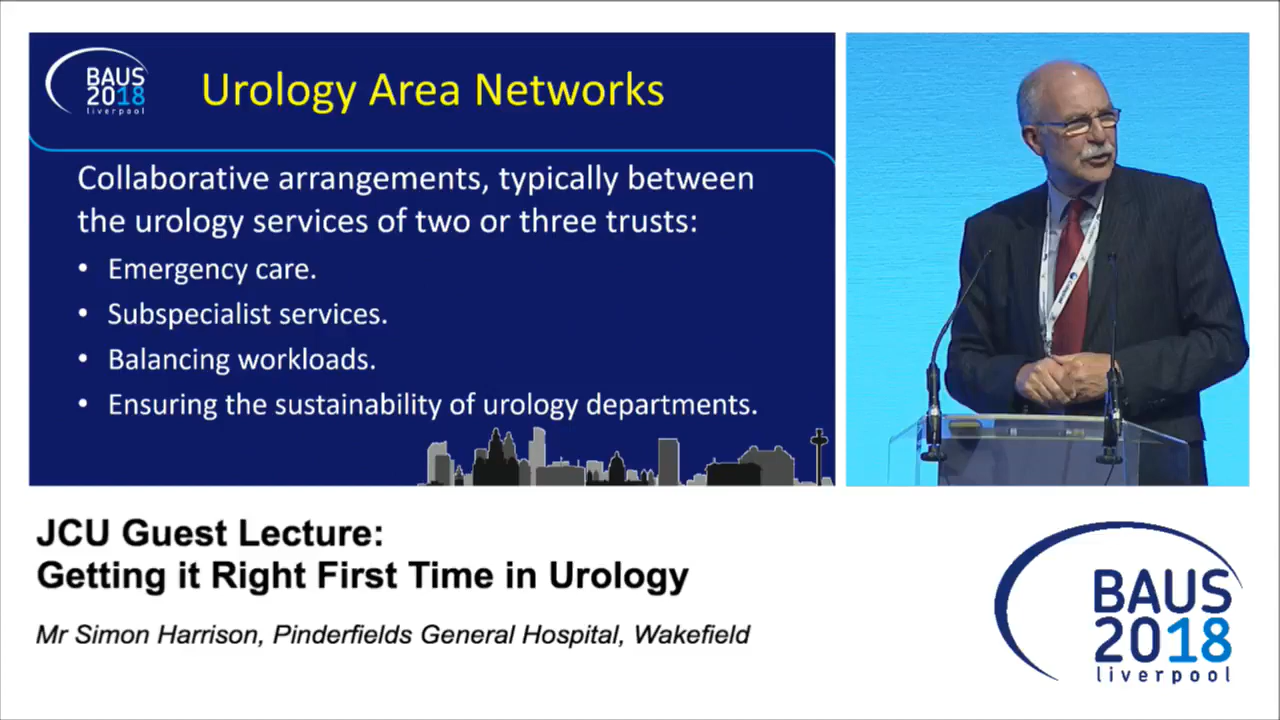 BAUS
2018
liverpool
Urology Area Networks
Collaborative arrangements, typically between
the urology services of two or three trusts:
• Emergency care.
• Subspecialist services.
• Balancing workloads.
• Ensuring the sustainability of urology departments.
JCU Guest Lecture:
Getting it Right First Time in Urology
Mr Simon Harrison, Pinderfields General Hospital, Wakefield
BAUS
2018
liverpool